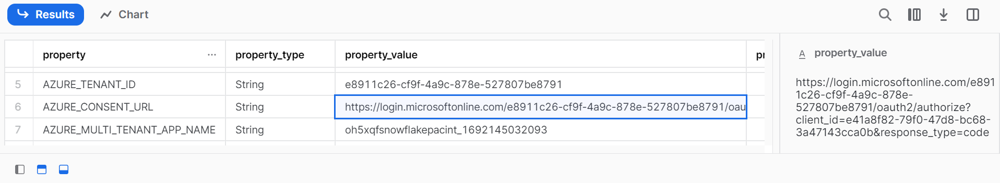 Results Chart
property ... property_type property_value
5 AZURE_TENANT_ID String e8911c26-cf9f-4a9c-878e-527807be8791
6 AZURE_CONSENT_URL String https://login.microsoftonline.com/e8911c26-cf9f-4a9c-878e-527807be8791/oau
7 AZURE_MULTI_TENANT_APP_NAME String oh5xqfsnowflakepacint_1692145032093
A property_value
https://login.microsoftonline.com/e891
1c26-cf9f-4a9c-878e-
527807be8791/oauth2/authorize?
client_id=e41a8f82-79f0-47d8-bc68-
3a47143cca0b&response_type=code